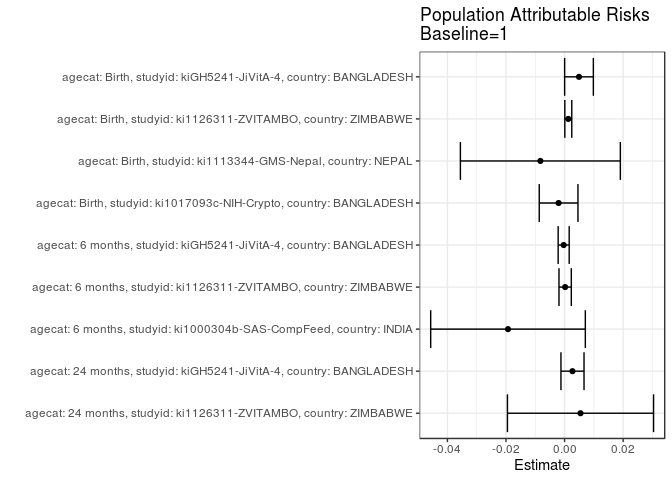 Population Attributable Risks
Baseline=1
agecat: Birth, studyid: kiGH5241-JiVitA-4, country: BANGLADESH
agecat: Birth, studyid: ki1126311-ZVITAMBO, country: ZIMBABWE
agecat: Birth, studyid: ki1113344-GMS-Nepal, country: NEPAL
agecat: Birth, studyid: ki1017093c-NIH-Crypto, country: BANGLADESH
agecat: 6 months, studyid: kiGH5241-JiVitA-4, country: BANGLADESH
agecat: 6 months, studyid: ki1126311-ZVITAMBO, country: ZIMBABWE
agecat: 6 months, studyid: ki1000304b-SAS-CompFeed, country: INDIA
agecat: 24 months, studyid: kiGH5241-JiVitA-4, country: BANGLADESH
agecat: 24 months, studyid: ki1126311-ZVITAMBO, country: ZIMBABWE
-0.04 -0.02 0.00 0.02
Estimate